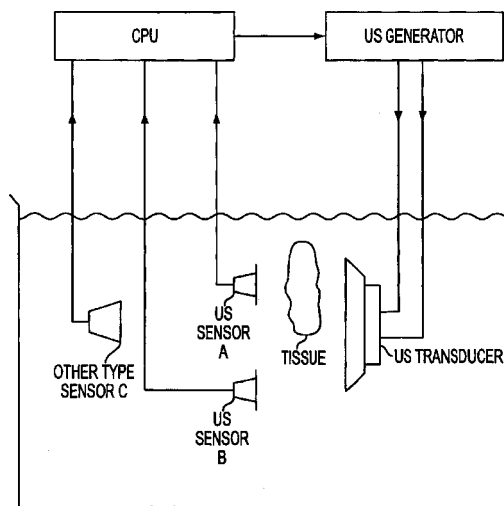 CPU
US GENERATOR
US
SENSOR
A
TISSUE
US TRANSDUCER
OTHER TYPE
SENSOR C
US
SENSOR
B